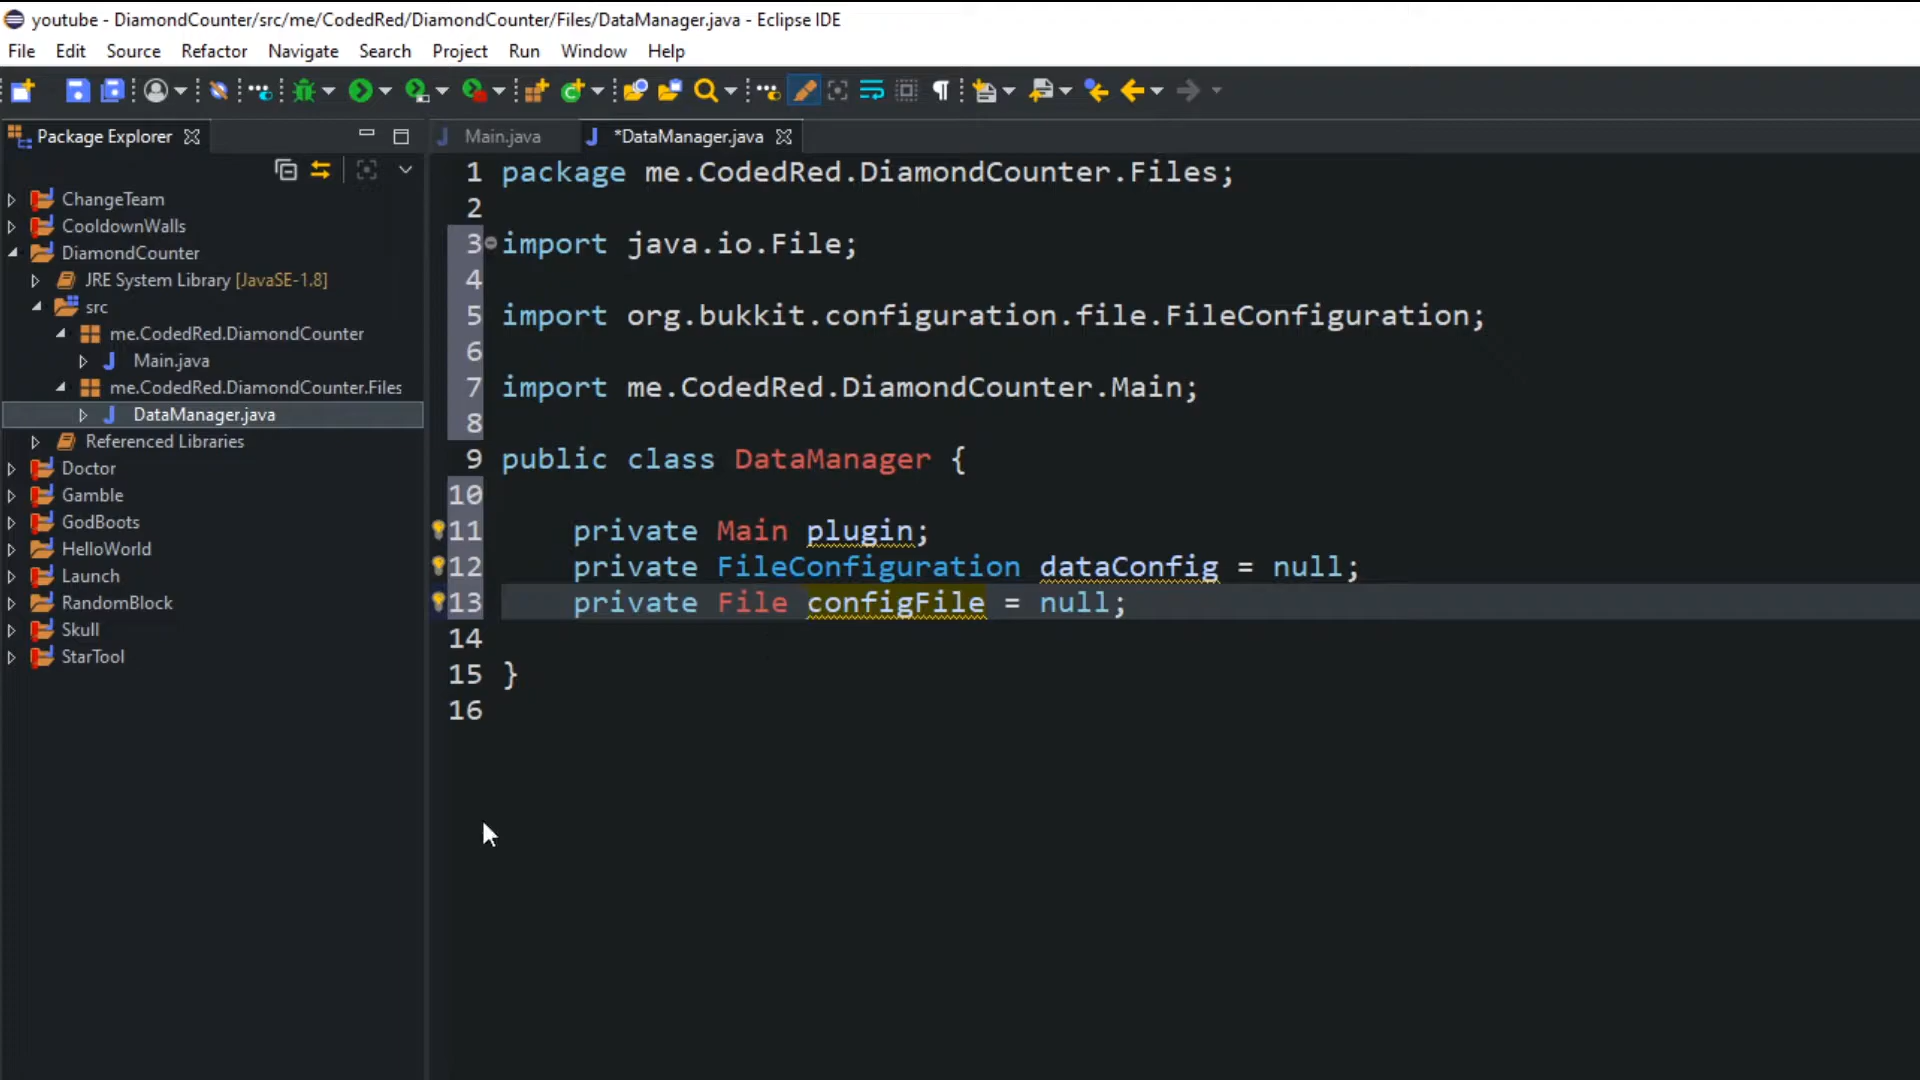 youtube - DiamondCounter/src/me/CodedRed/DiamondCounter/Files/DataManager.java - Eclipse IDE
File Edit Source Refactor Navigate Search Project Run Window Help
Package Explorer
Main.java
*DataManager.java
ChangeTeam
CooldownWalls
DiamondCounter
JRE System Library [JavaSE-1.8]
src
me.CodedRed.DiamondCounter
Main.java
me.CodedRed.DiamondCounter.Files
DataManager.java
Referenced Libraries
Doctor
Gamble
GodBoots
HelloWorld
Launch
RandomBlock
Skull
StarTool
1 package me.CodedRed.DiamondCounter.Files;
2
3 import java.io.File;
4
5 import org.bukkit.configuration.file.FileConfiguration;
6
7 import me.CodedRed.DiamondCounter.Main;
8
9 public class DataManager {
10
11 private Main plugin;
12 private FileConfiguration dataConfig = null;
13 private File configFile = null;
14
15 }
16